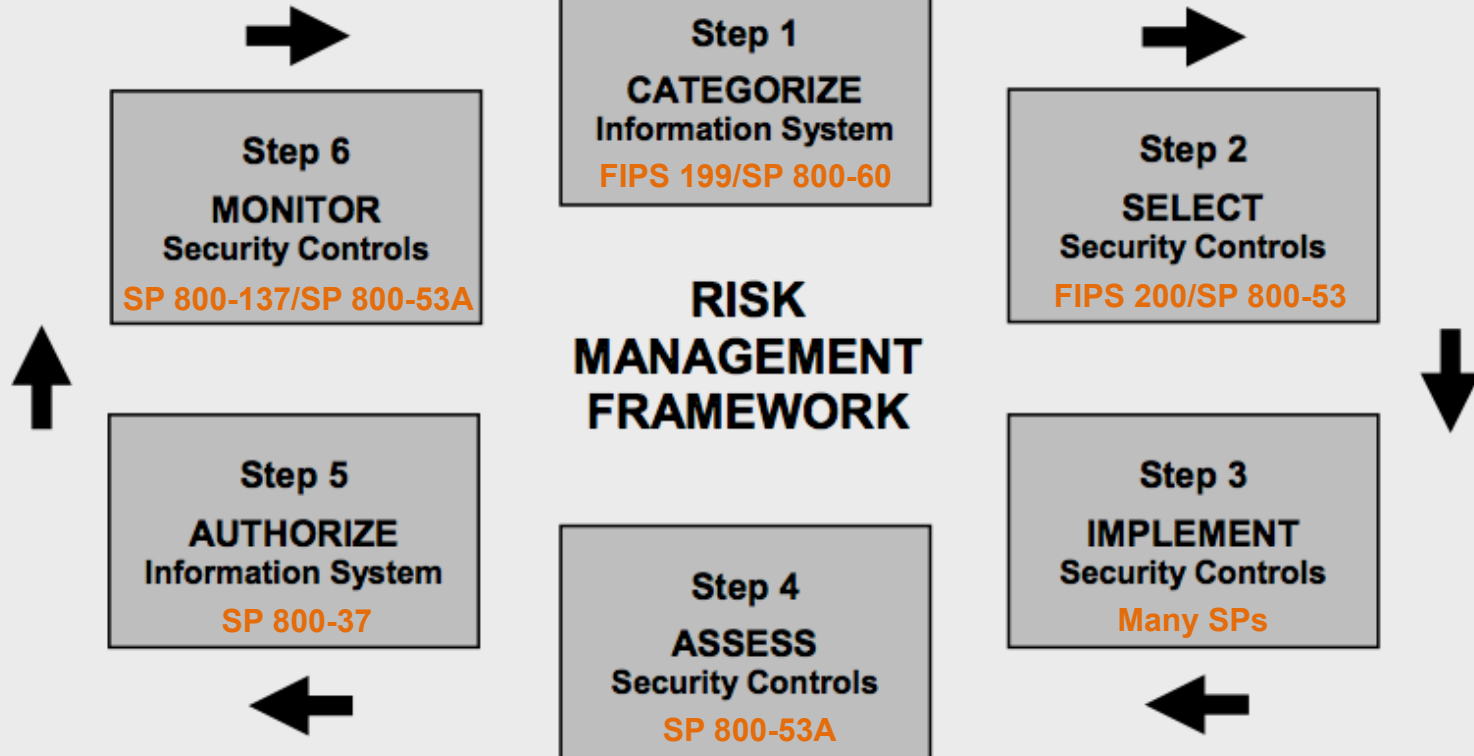 Step 1
CATEGORIZE
Information System
FIPS 199/SP 800-60
Step 2
SELECT
Security Controls
FIPS 200/SP 800-53
Step 3
IMPLEMENT
Security Controls
Many SPs
Step 4
ASSESS
Security Controls
SP 800-53A
Step 5
AUTHORIZE
Information System
SP 800-37
Step 6
MONITOR
Security Controls
SP 800-137/SP 800-53A
RISK
MANAGEMENT
FRAMEWORK